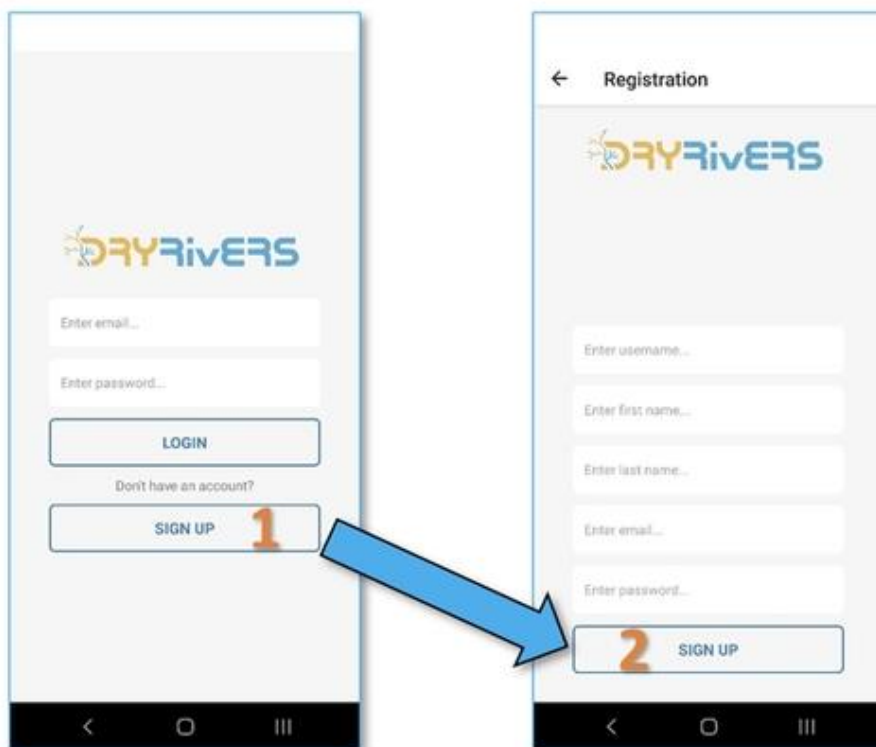 DRYRivERS
Enter email...
Enter password...
LOGIN
Don't have an account?
SIGN UP
1
Registration
DRYRivERS
Enter username...
Enter first name...
Enter last name...
Enter email...
Enter password...
2
SIGN UP